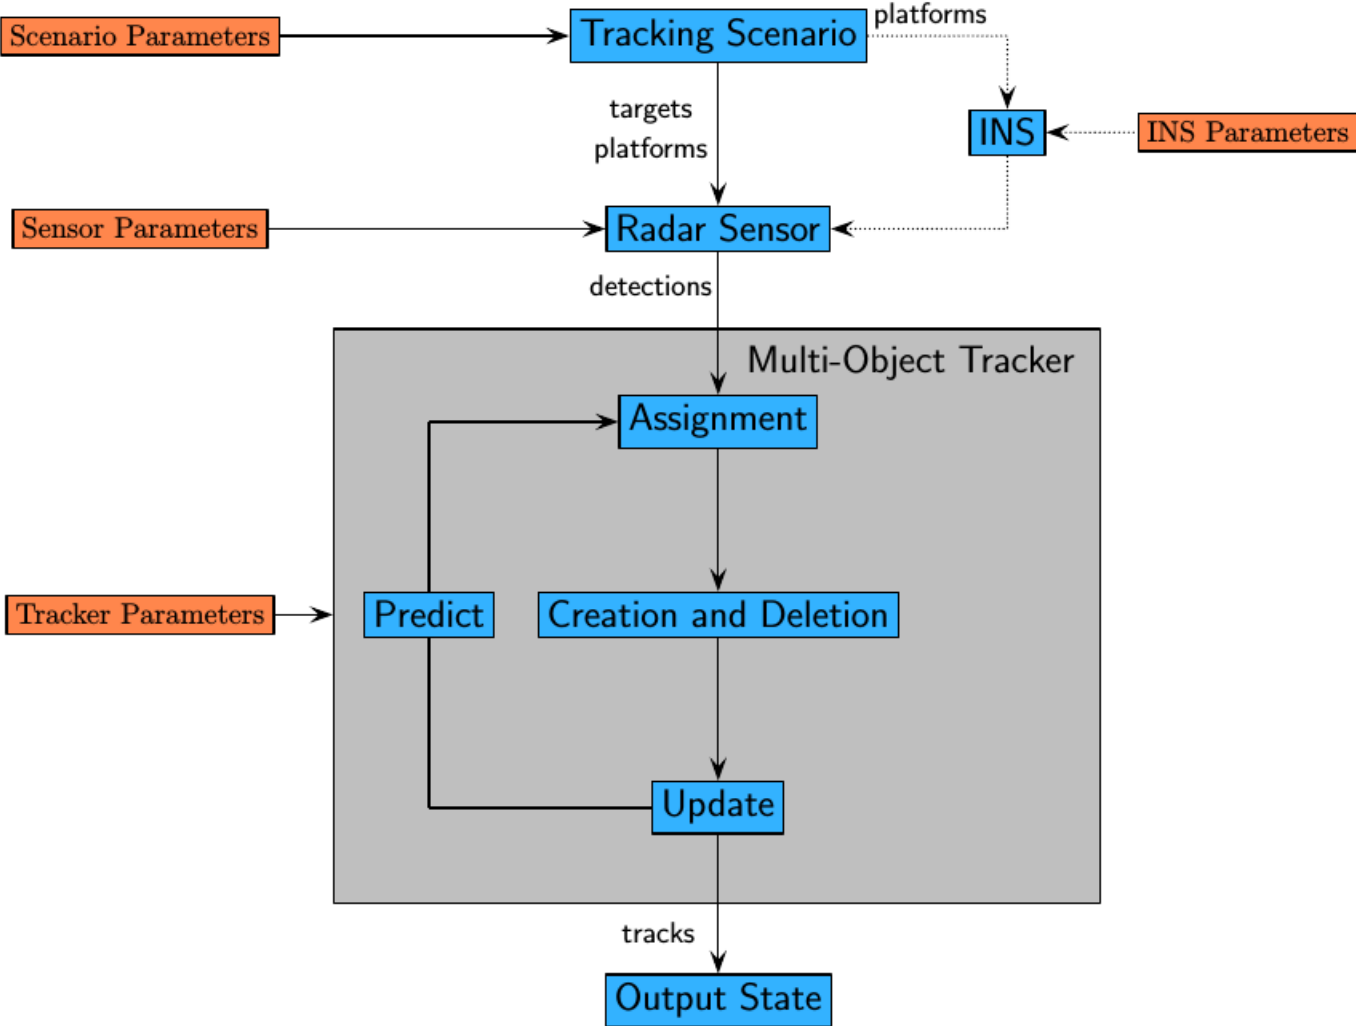 platforms
Scenario Parameters
Tracking Scenario
targets
platforms
INS
INS Parameters
Sensor Parameters
Radar Sensor
detections
Multi-Object Tracker
Assignment
Tracker Parameters
Predict
Creation and Deletion
Update
tracks
Output State